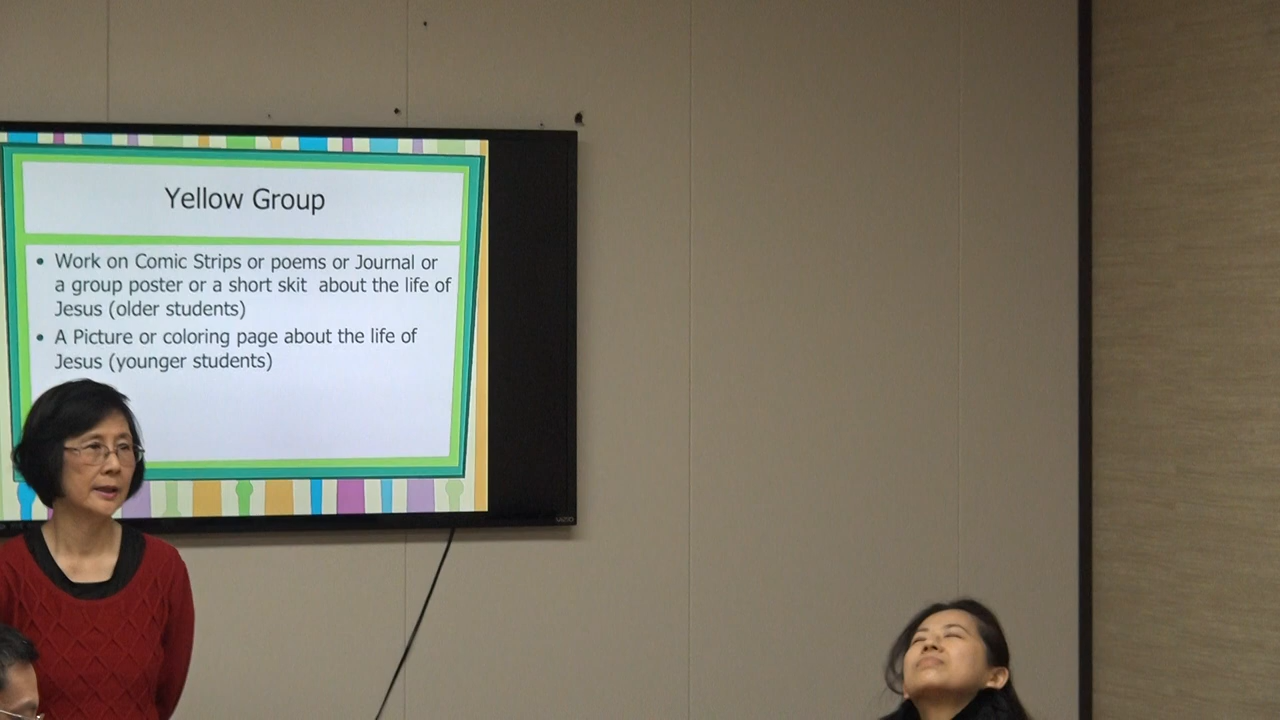 Yellow Group
• Work on Comic Strips or poems or Journal or
a group poster or a short skit  about the life of
Jesus (older students)
• A Picture or coloring page about the life of
Jesus (younger students)
VIZIO